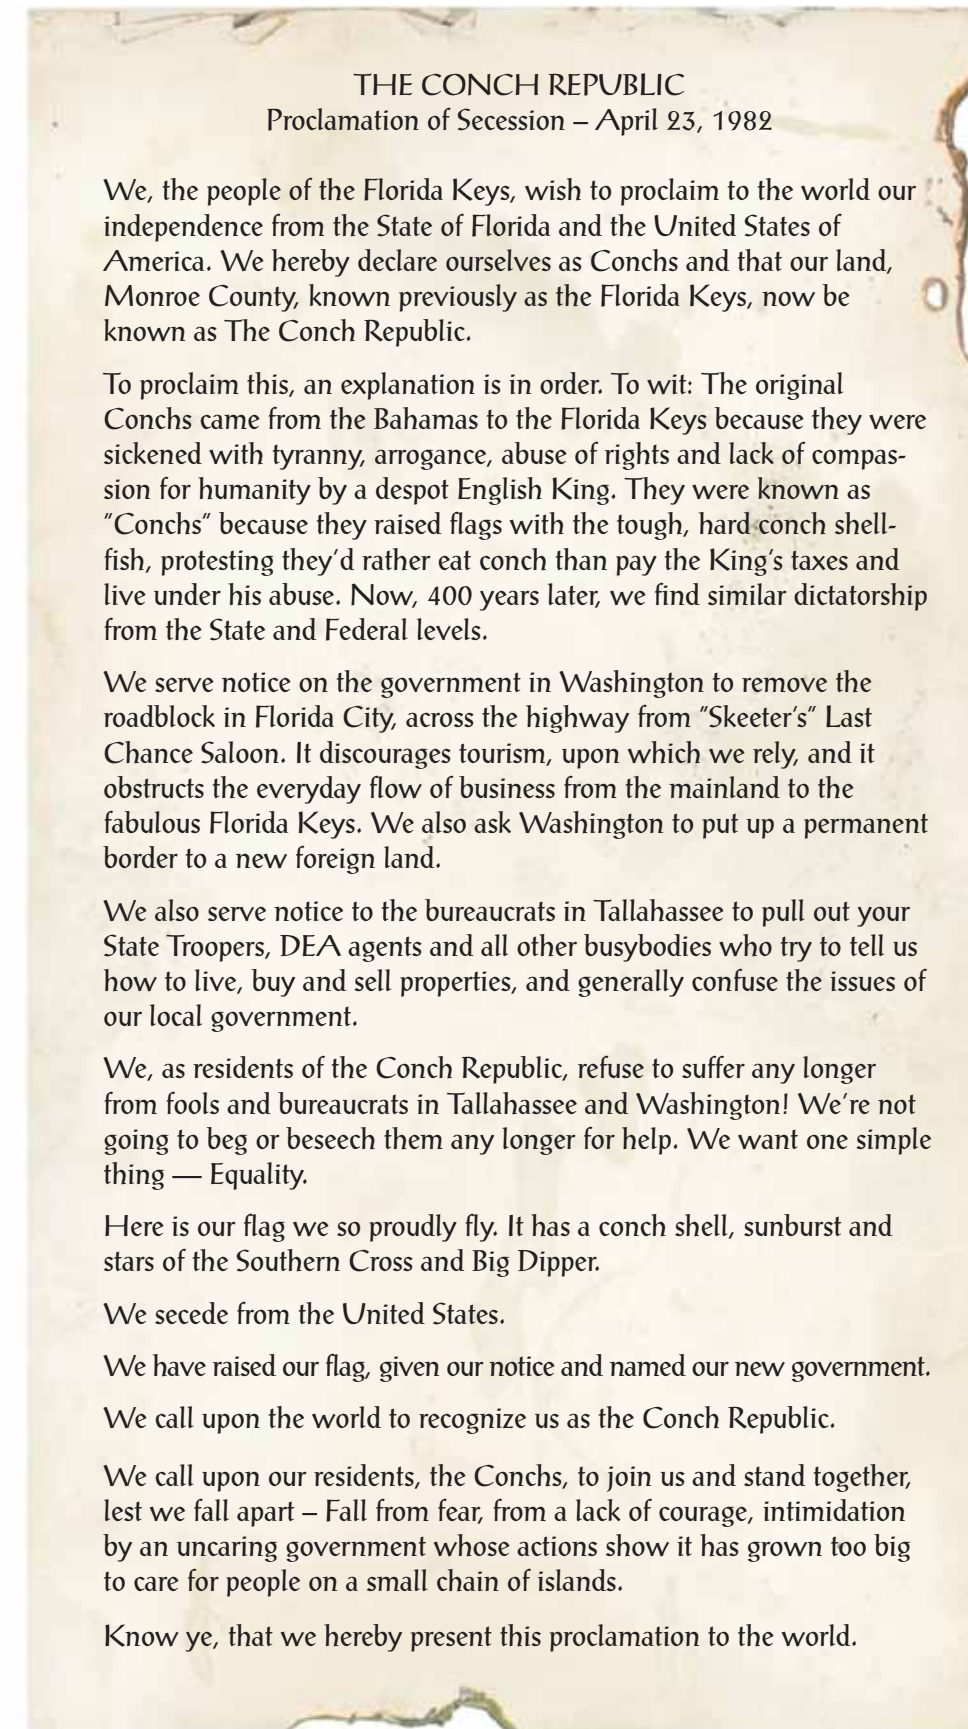 THE CONCH REPUBLIC
Proclamation of Secession – April 23, 1982
We, the people of the Florida Keys, wish to proclaim to the world our
independence from the State of Florida and the United States of
America. We hereby declare ourselves as Conchs and that our land,
Monroe County, known previously as the Florida Keys, now be
known as The Conch Republic.
To proclaim this, an explanation is in order. To wit: The original
Conchs came from the Bahamas to the Florida Keys because they were
sickened with tyranny, arrogance, abuse of rights and lack of compas-
sion for humanity by a despot English King. They were known as
"Conchs" because they raised flags with the tough, hard conch shell-
fish, protesting they'd rather eat conch than pay the King's taxes and
live under his abuse. Now, 400 years later, we find similar dictatorship
from the State and Federal levels.
We serve notice on the government in Washington to remove the
roadblock in Florida City, across the highway from "Skeeter's" Last
Chance Saloon. It discourages tourism, upon which we rely, and it
obstructs the everyday flow of business from the mainland to the
fabulous Florida Keys. We also ask Washington to put up a permanent
border to a new foreign land.
We also serve notice to the bureaucrats in Tallahassee to pull out your
State Troopers, DEA agents and all other busybodies who try to tell us
how to live, buy and sell properties, and generally confuse the issues of
our local government.
We, as residents of the Conch Republic, refuse to suffer any longer
from fools and bureaucrats in Tallahassee and Washington! We're not
going to beg or beseech them any longer for help. We want one simple
thing — Equality.
Here is our flag we so proudly fly. It has a conch shell, sunburst and
stars of the Southern Cross and Big Dipper.
We secede from the United States.
We have raised our flag, given our notice and named our new government.
We call upon the world to recognize us as the Conch Republic.
We call upon our residents, the Conchs, to join us and stand together,
lest we fall apart – Fall from fear, from a lack of courage, intimidation
by an uncaring government whose actions show it has grown too big
to care for people on a small chain of islands.
Know ye, that we hereby present this proclamation to the world.